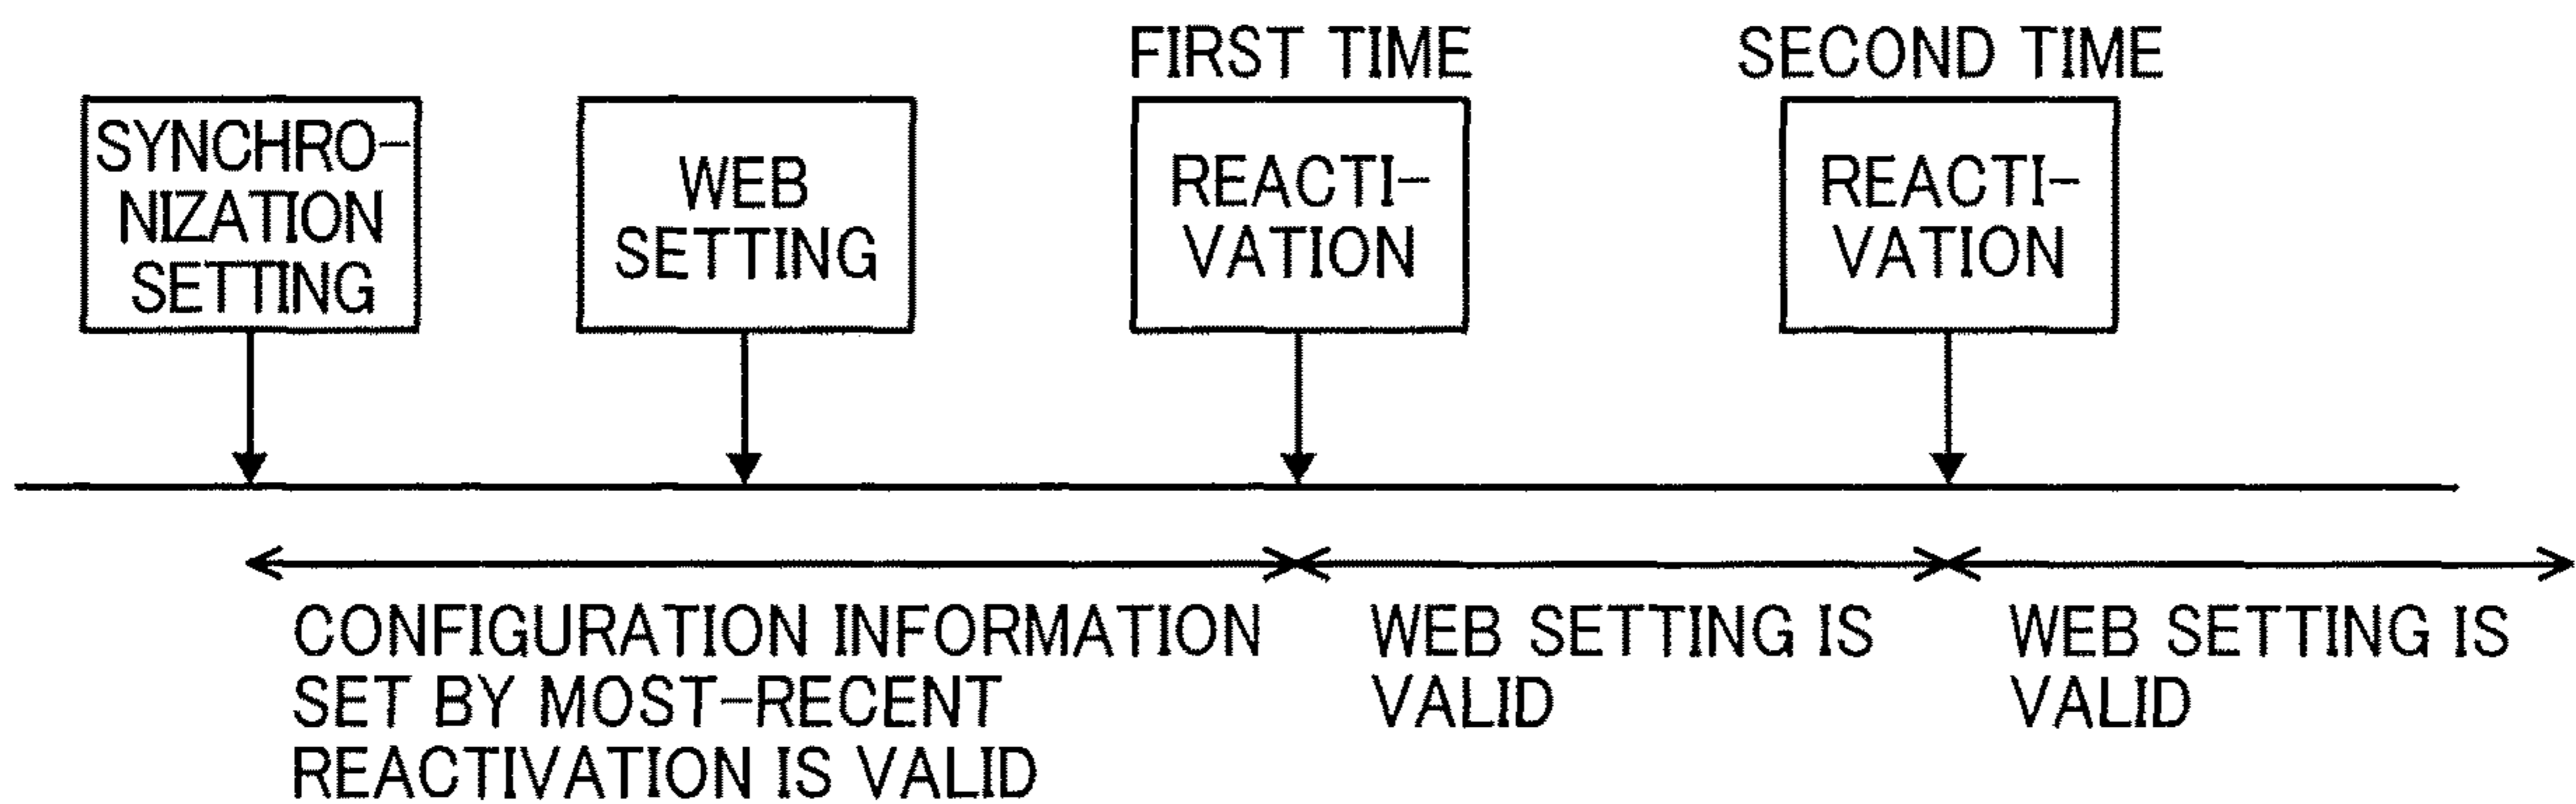 FIRST TIME
SECOND TIME
SYNCHRO-
NIZATION
SETTING
WEB
SETTING
REACTI-
VATION
REACTI-
VATION
CONFIGURATION INFORMATION
SET BY MOST-RECENT
REACTIVATION IS VALID
WEB SETTING IS
VALID
WEB SETTING IS
VALID